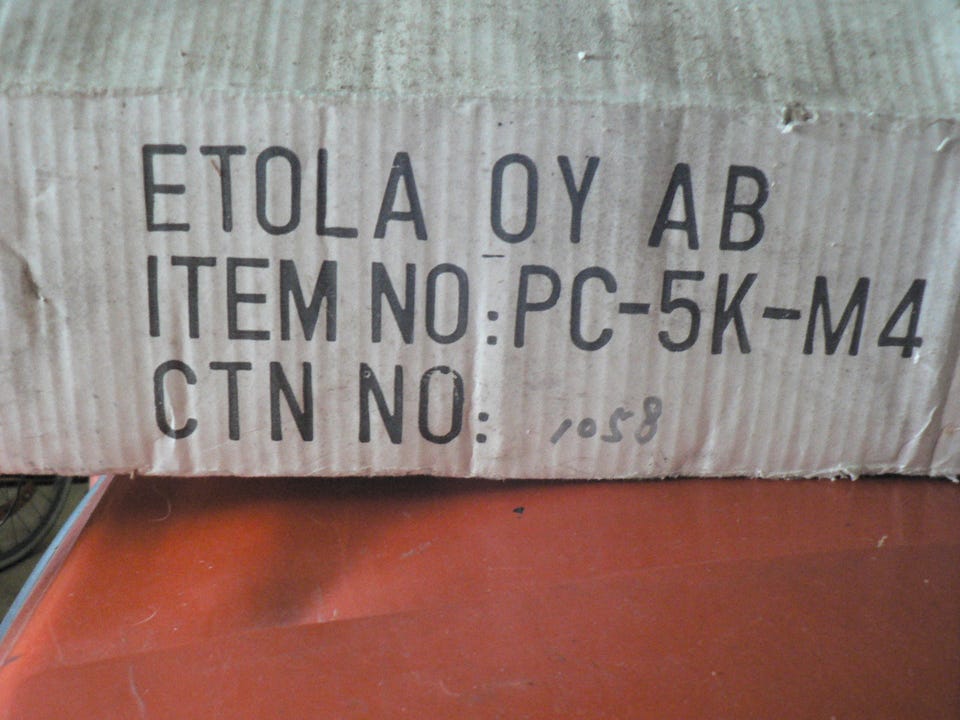 ETOLA OY AB
ITEM NO:PC-5K-M4
CTN NO: 1058